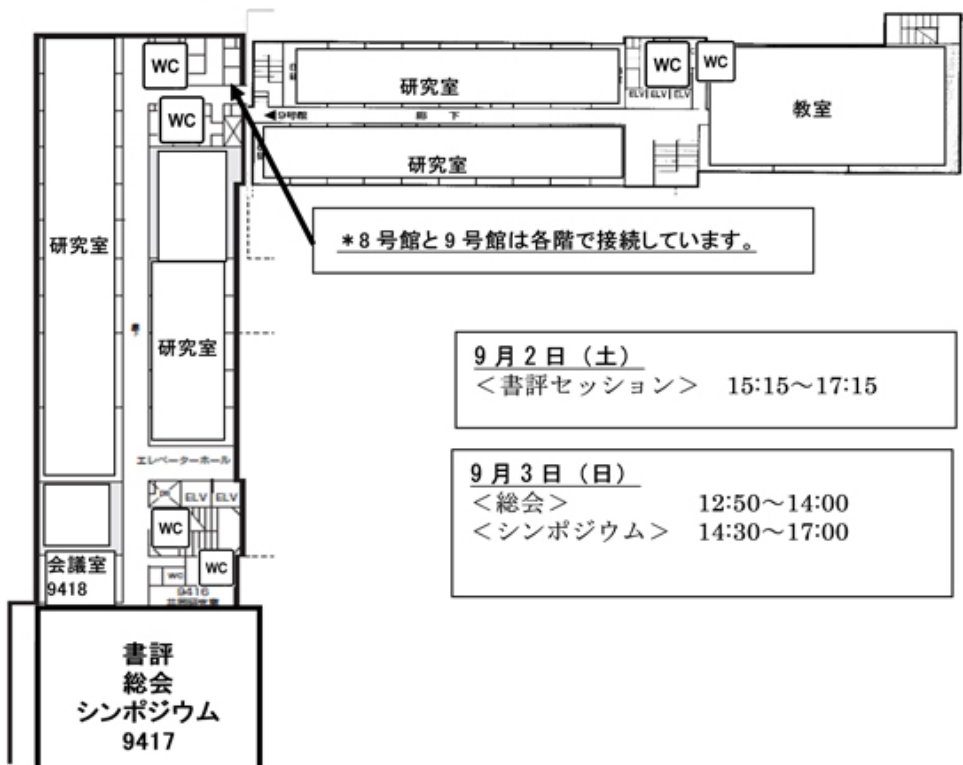 WC
WC
研究室
WC
WC
ELV
ELV
ELV
教室
◀9号館
廊 下
研究室
研究室
*8号館と9号館は各階で接続しています。
研究室
9月2日(土)
<書評セッション> 15:15~17:15
エレベーターホール
9月3日(日)
<総会> 12:50~14:00
<シンポジウム> 14:30~17:00
ELV
ELV
WC
WC
WC
会議室
9418
9416
書評
総会
シンポジウム
9417